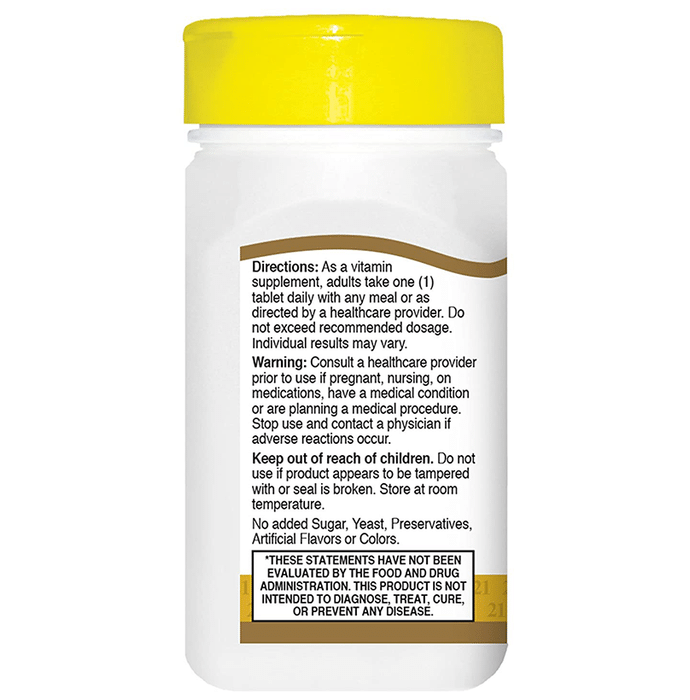 Directions: As a vitamin
supplement, adults take one (1)
tablet daily with any meal or as
directed by a healthcare provider. Do
not exceed recommended dosage.
Individual results may vary.
Warning: Consult a healthcare provider
prior to use if pregnant, nursing, on
medications, have a medical condition
or are planning a medical procedure.
Stop use and contact a physician if
adverse reactions occur.
Keep out of reach of children. Do not
use if product appears to be tampered
with or seal is broken. Store at room
temperature.
No added Sugar, Yeast, Preservatives,
Artificial Flavors or Colors.
*THESE STATEMENTS HAVE NOT BEEN
EVALUATED BY THE FOOD AND DRUG
ADMINISTRATION. THIS PRODUCT IS NOT
INTENDED TO DIAGNOSE, TREAT, CURE,
OR PREVENT ANY DISEASE.
21
21